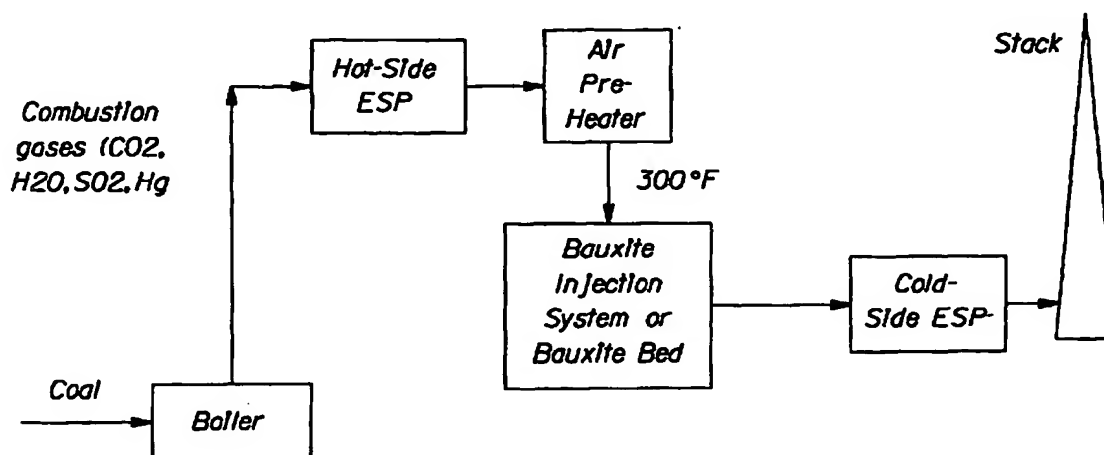 Combustion
gases (CO2,
H2O, SO2, Hg
Hot-Side
ESP
Air
Pre-
Heater
Stack
300°F
Bauxite
Injection
System or
Bauxite Bed
Cold-
Side ESP-
Coal
Boiler